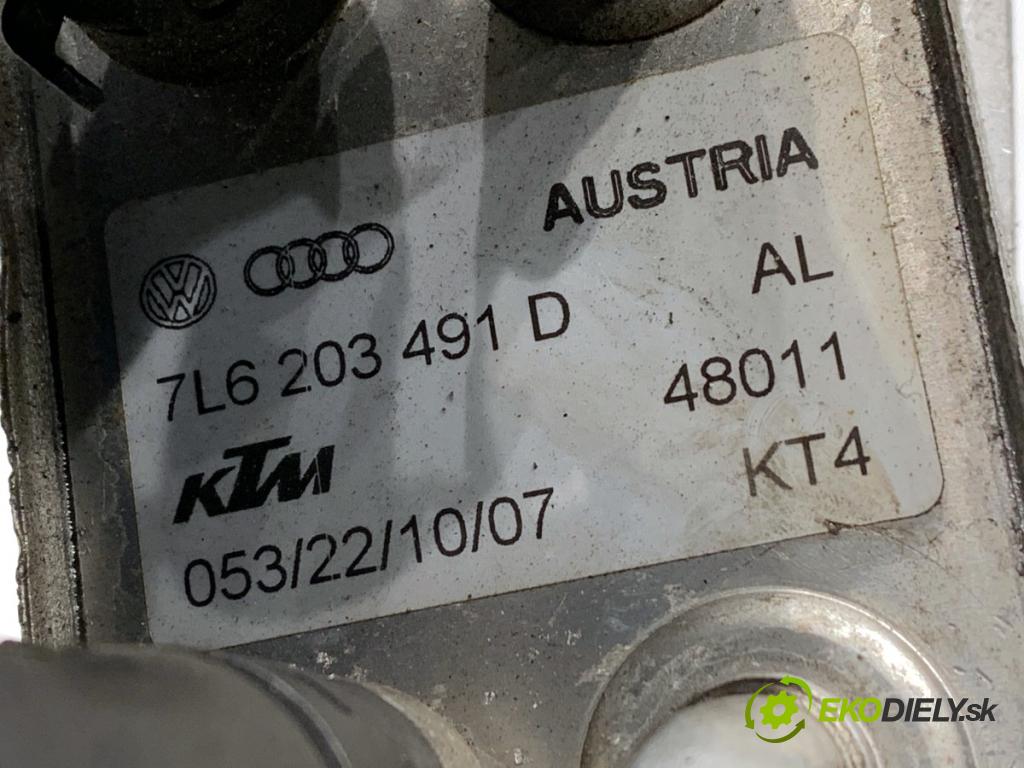 AUSTRIA
7L6 203 491 D AL
KTM 48011
053/22/10/07 KT4
EKODIELY.sk